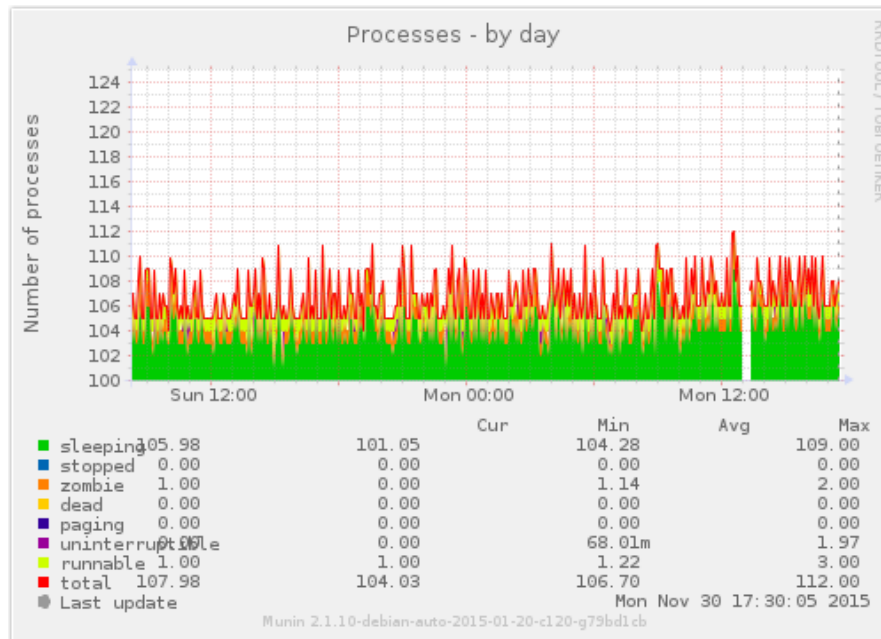 Processes - by day
RRDTOOL / TOBI OETIKER
Number of processes
124
122
120
118
116
114
112
110
108
106
104
102
100
Sun 12:00 Mon 00:00 Mon 12:00
Cur Min Avg Max
sleeping 105.98 101.05 104.28 109.00
stopped 0.00 0.00 0.00 0.00
zombie 1.00 0.00 1.14 2.00
dead 0.00 0.00 0.00 0.00
paging 0.00 0.00 0.00 0.00
uninterruptible 0.00 0.00 68.01m 1.97
runnable 1.00 1.00 1.22 3.00
total 107.98 104.03 106.70 112.00
Last update Mon Nov 30 17:30:05 2015
Munin 2.1.10-debian-auto-2015-01-20-c120-g79bd1cb